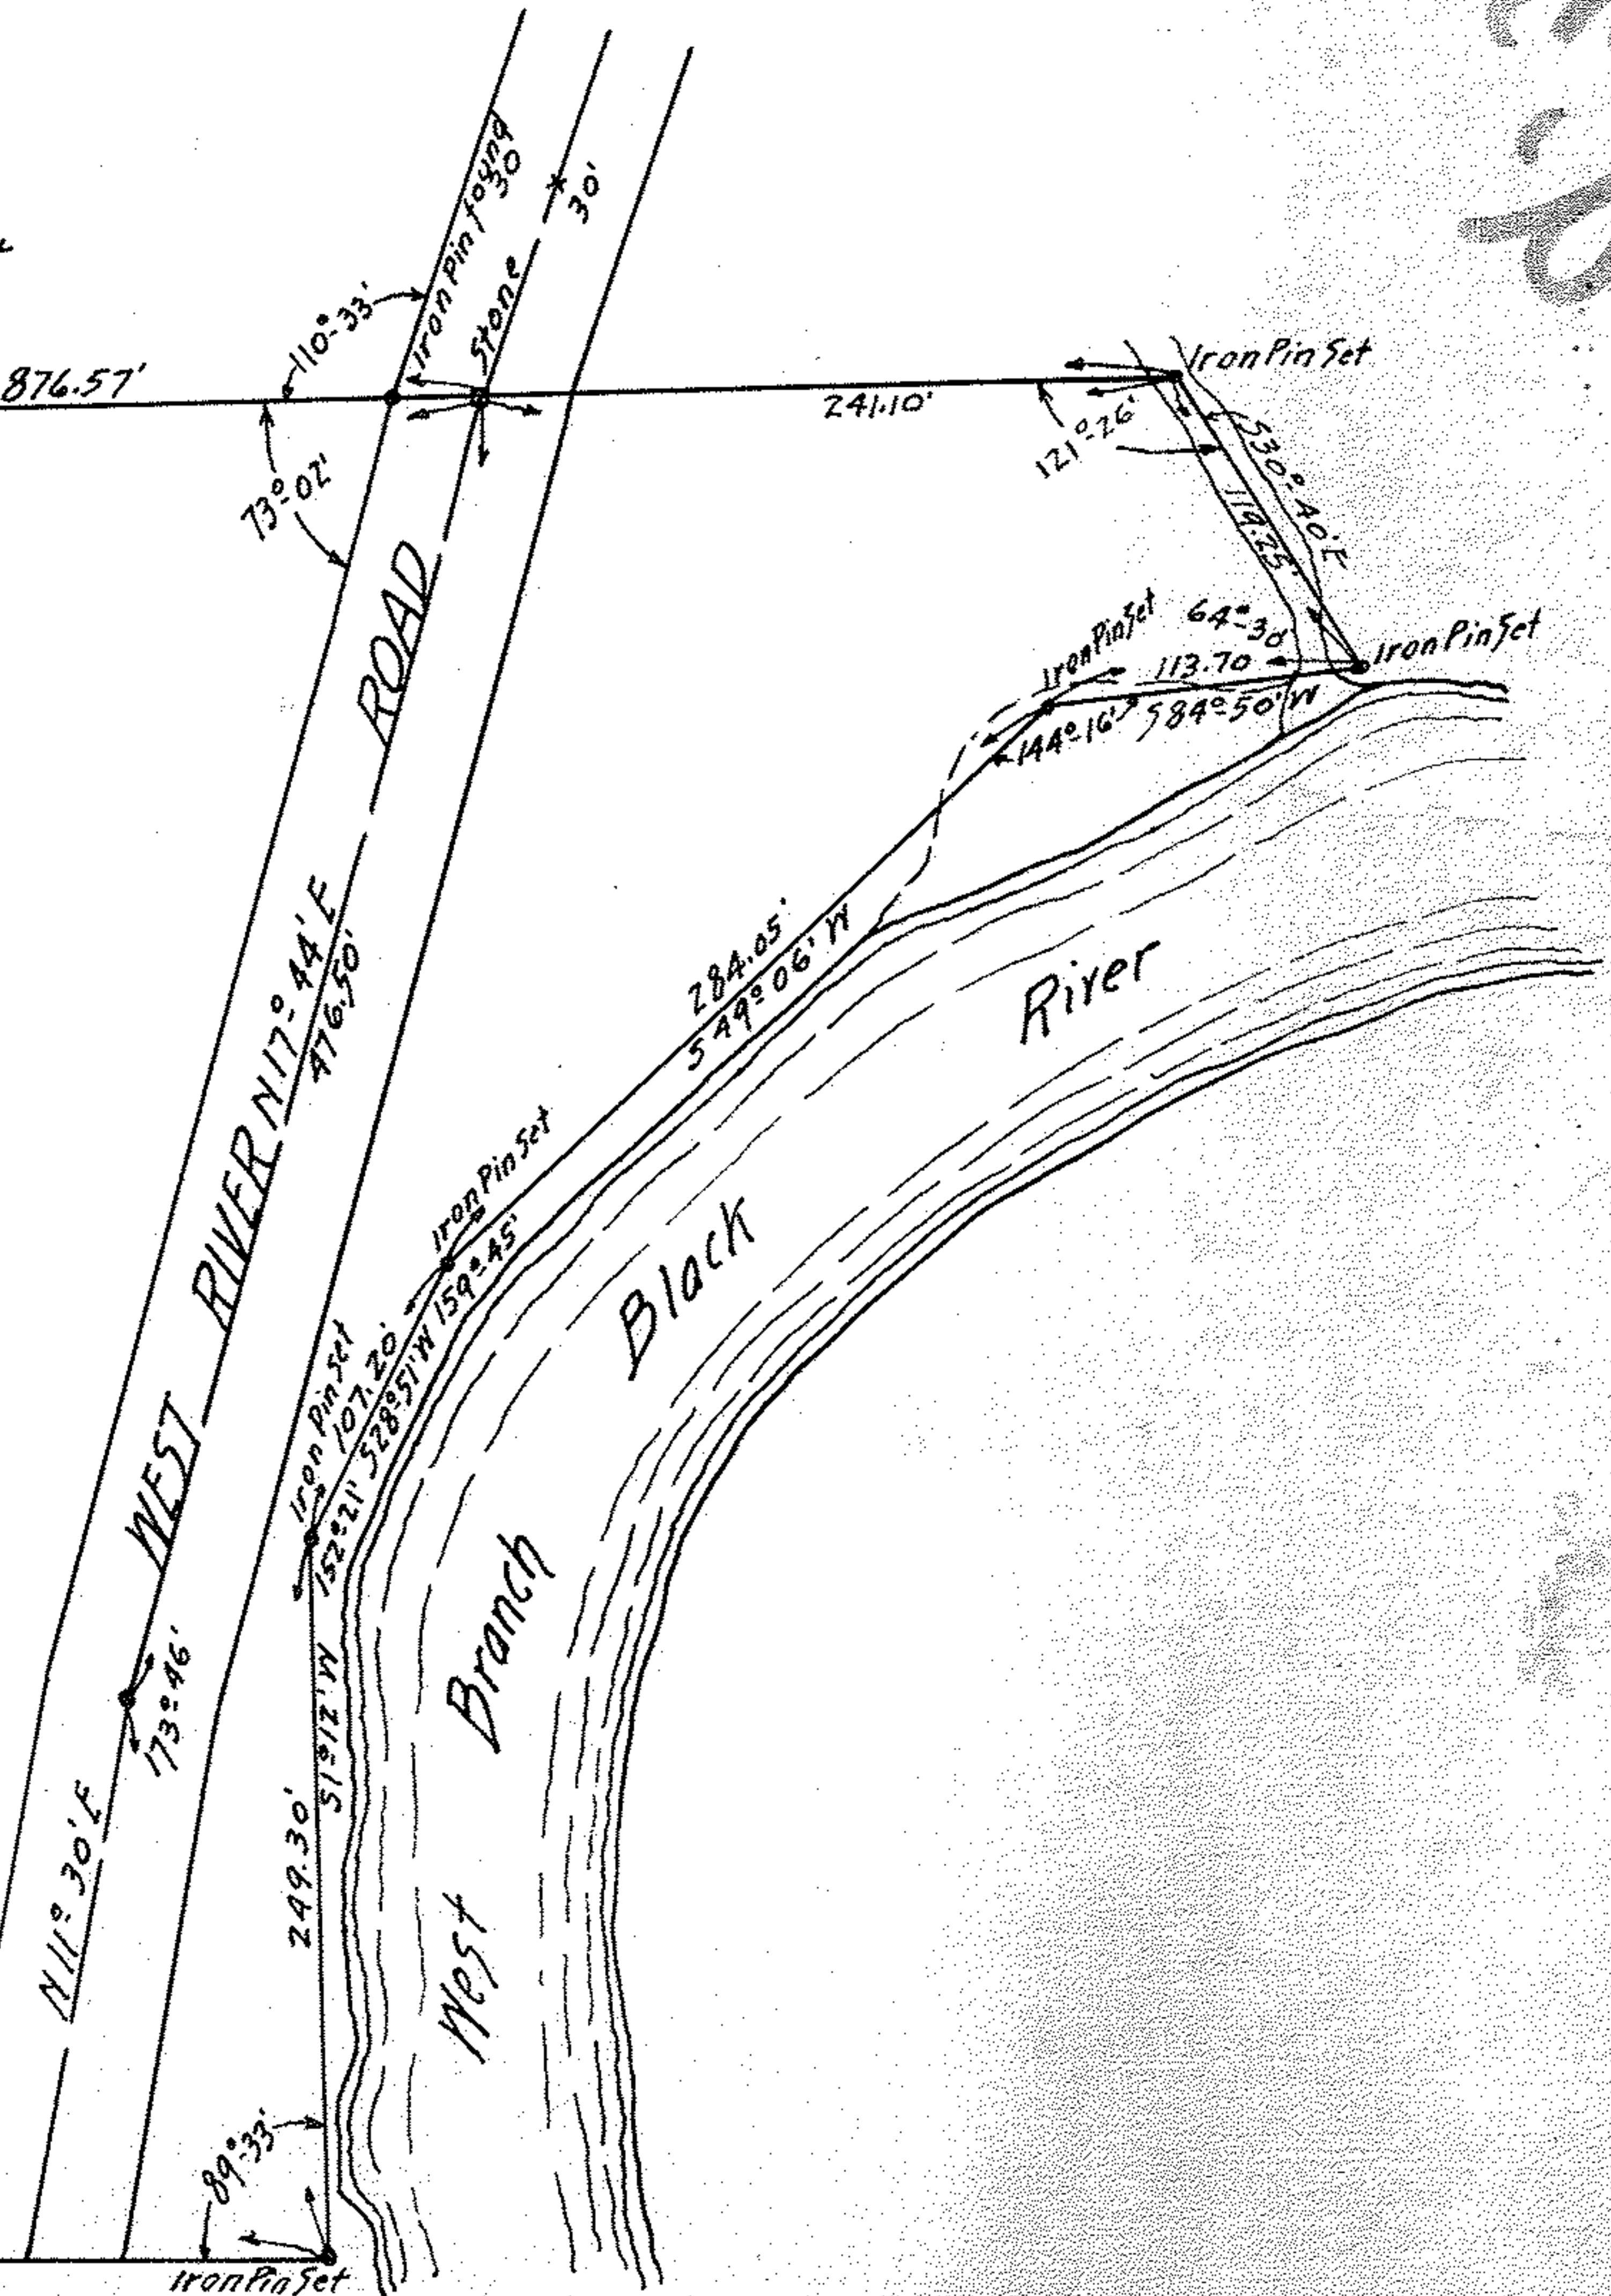 Iron Pin found
30
30'
Stone
110°-33'
876.57'
73°-02'
241.10'
Iron Pin Set
121°-26'
S30°-40'E
119.25'
Iron Pin Set
64°-30'
Iron Pin Set
113.70
S84°-50'W
144°-16'
WEST RIVER ROAD
N17°-44'E
476.50'
284.05'
S49°06'W
River
Iron Pin Set
159°-45'
107.20'
S28°-51'W
Iron Pin Set
152°-21'
Black
Branch
West
173°-46'
N11°-30'E
S1°-12'W
249.30'
89°-33'
Iron Pin Set